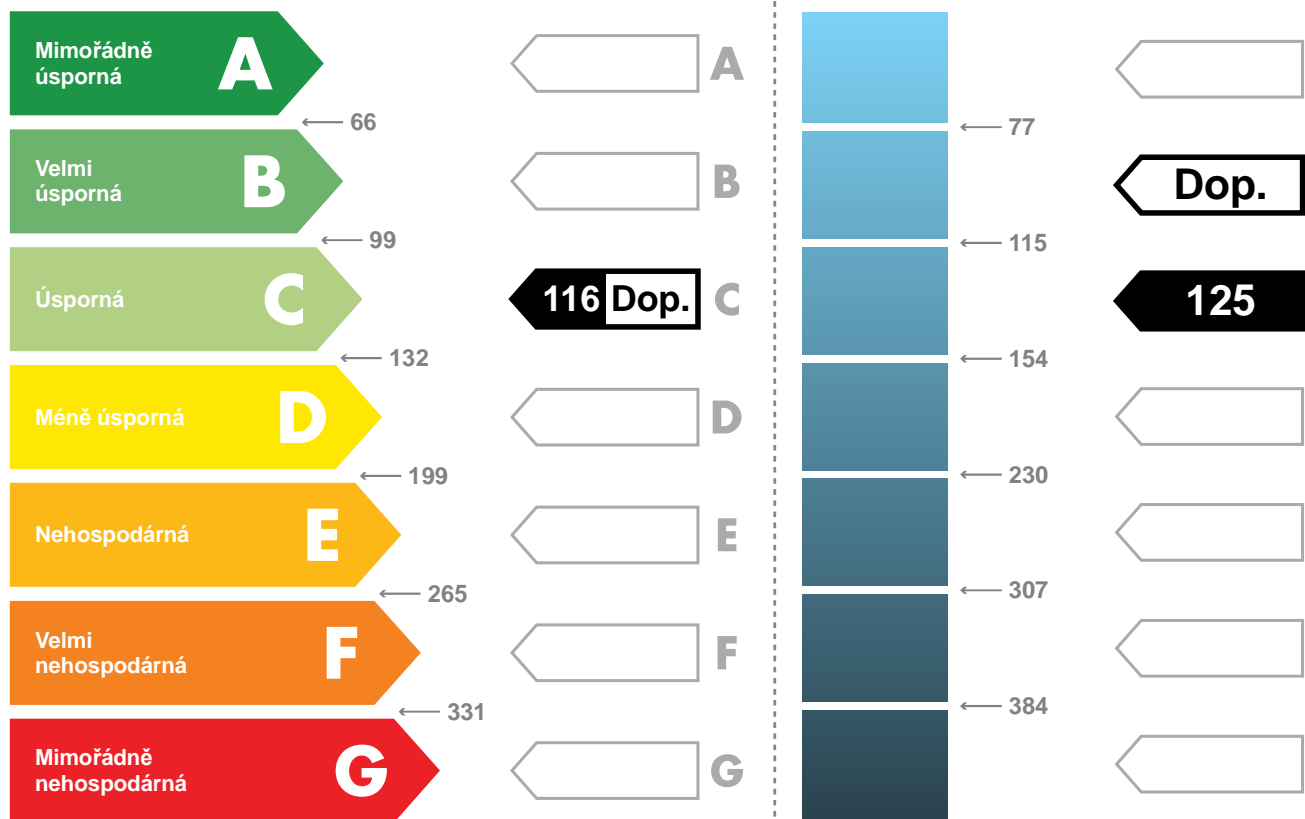 Mimořádně
úsporná
A
A
66
77
Velmi
úsporná
B
B
Dop.
99
115
Úsporná
C
116 Dop.
C
125
132
154
Méně úsporná
D
D
199
230
Nehospodárná
E
E
265
307
Velmi
nehospodárná
F
F
331
384
Mimořádně
nehospodárná
G
G